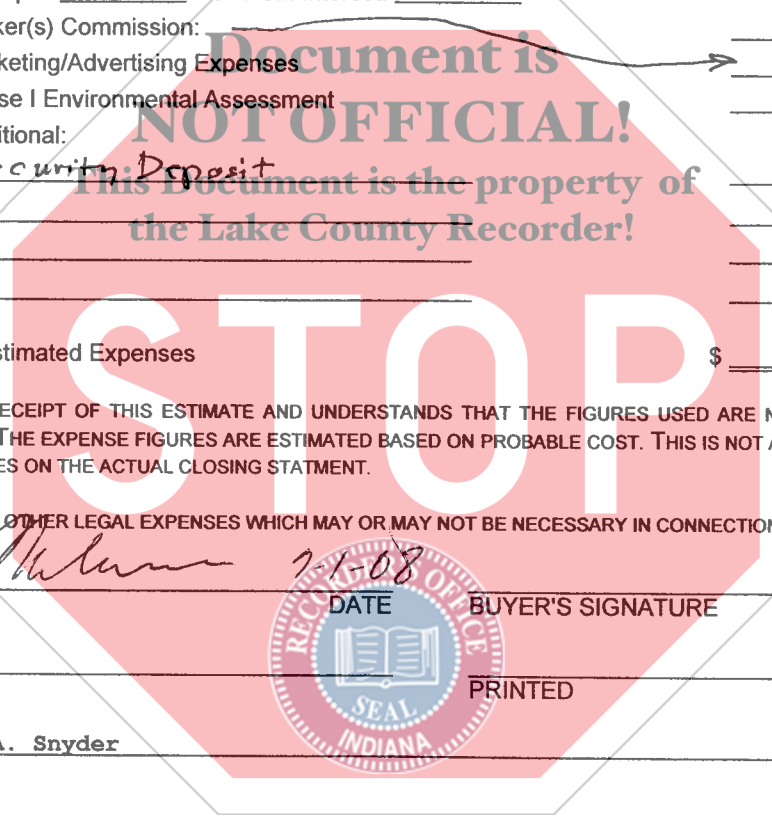 ker(s) Commission:
Document is
keting/Advertising Expenses
se I Environmental Assessment
NOT OFFICIAL!
itional:
curity Deposit
This Document is the property of
the Lake County Recorder!
STOP
stimated Expenses $
ECEIPT OF THIS ESTIMATE AND UNDERSTANDS THAT THE FIGURES USED ARE N
THE EXPENSE FIGURES ARE ESTIMATED BASED ON PROBABLE COST. THIS IS NOT A
ES ON THE ACTUAL CLOSING STATMENT.
OTHER LEGAL EXPENSES WHICH MAY OR MAY NOT BE NECESSARY IN CONNECTION
7-1-08
DATE BUYER'S SIGNATURE
RECORDER'S OFFICE
PRINTED
SEAL
INDIANA
A. Snyder